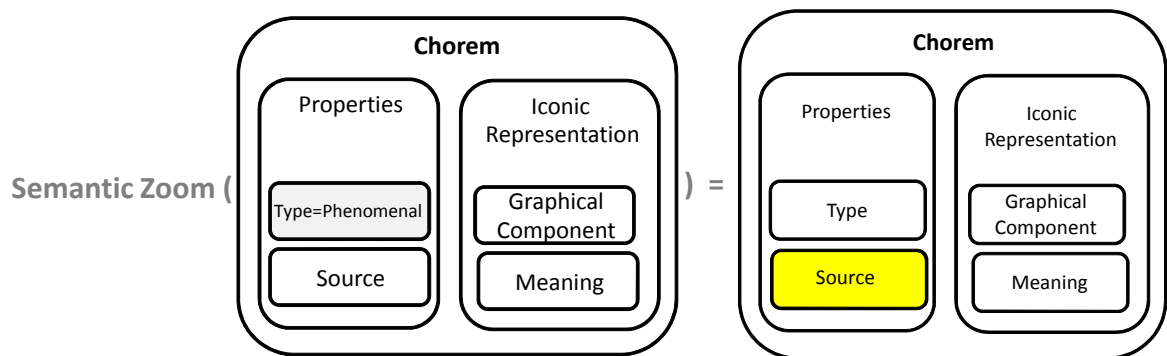 Chorem
Properties
Iconic
Representation
Type=Phenomenal
Graphical
Component
Source
Meaning
Semantic Zoom (
) =
Chorem
Properties
Iconic
Representation
Type
Graphical
Component
Source
Meaning